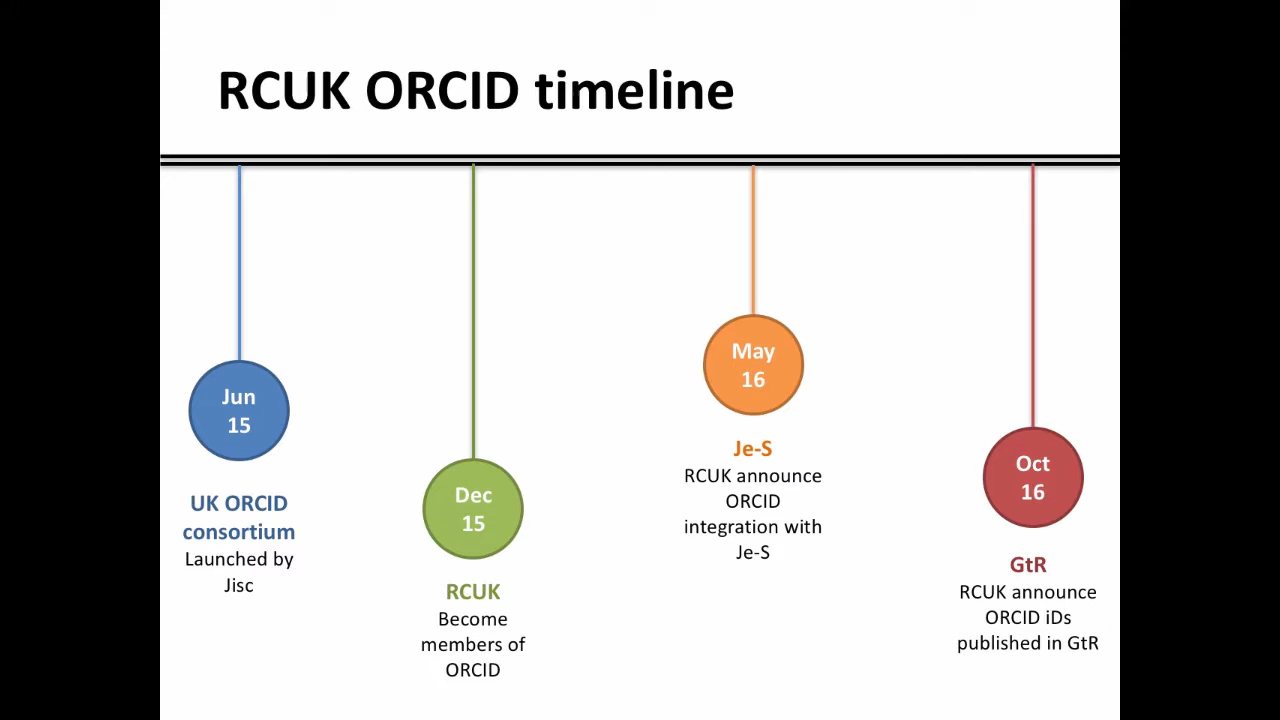 RCUK ORCID timeline
Jun
15
UK ORCID
consortium
Launched by
Jisc
Dec
15
RCUK
Become
members of
ORCID
May
16
Je-S
RCUK announce
ORCID
integration with
Je-S
Oct
16
GtR
RCUK announce
ORCID iDs
published in GtR